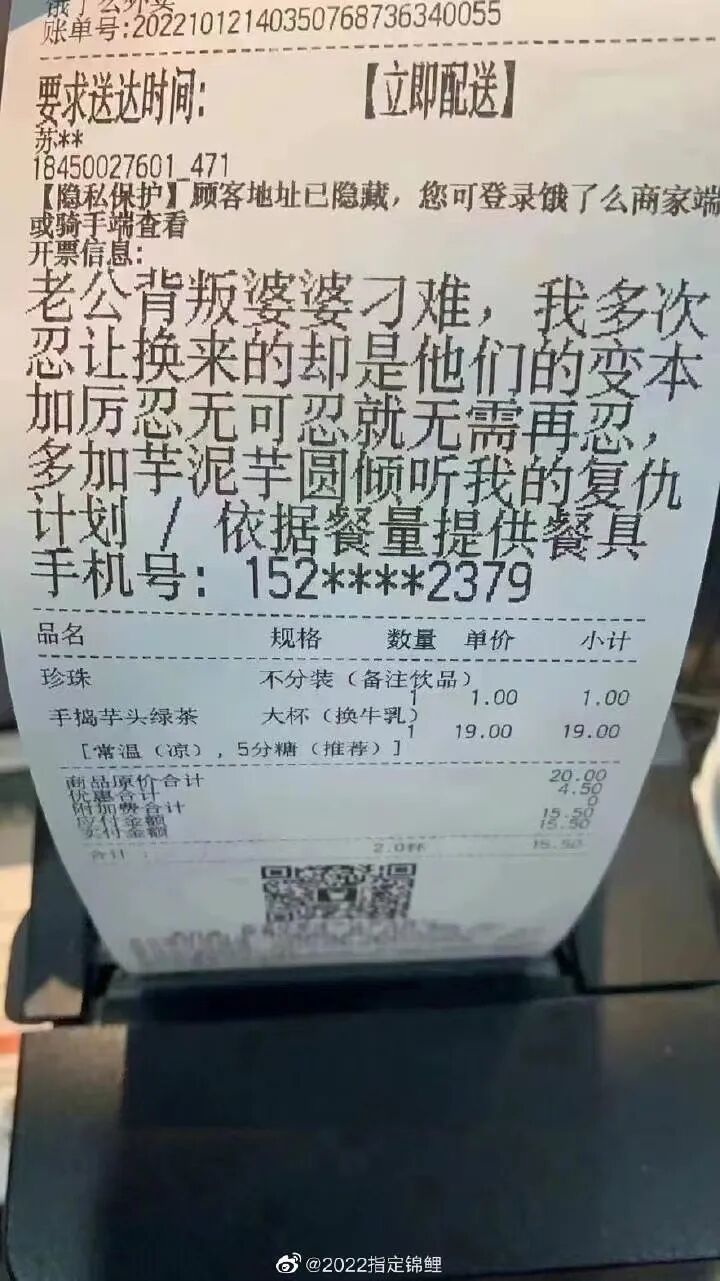 饿了么外卖
账单号:20221012140350768736340055
要求送达时间: 【立即配送】
苏**
18450027601_471
【隐私保护】顾客地址已隐藏，您可登录饿了么商家端
或骑手端查看
开票信息:
老公背叛婆婆刁难，我多次
忍让换来的却是他们的变本
加厉忍无可忍就无需再忍，
多加芋泥芋圆倾听我的复仇
计划 / 依据餐量提供餐具
手机号: 152****2379
品名 规格 数量 单价 小计
珍珠 不分装（备注饮品）
1 1.00 1.00
手捣芋头绿茶 大杯（换牛乳）
1 19.00 19.00
[常温（凉）,5分糖（推荐）]
商品原价合计 20.00
优惠合计 4.50
附加费合计 0
应付金额 15.50
实付金额 15.50
合计: 2.0杯 15.50
@2022指定锦鲤